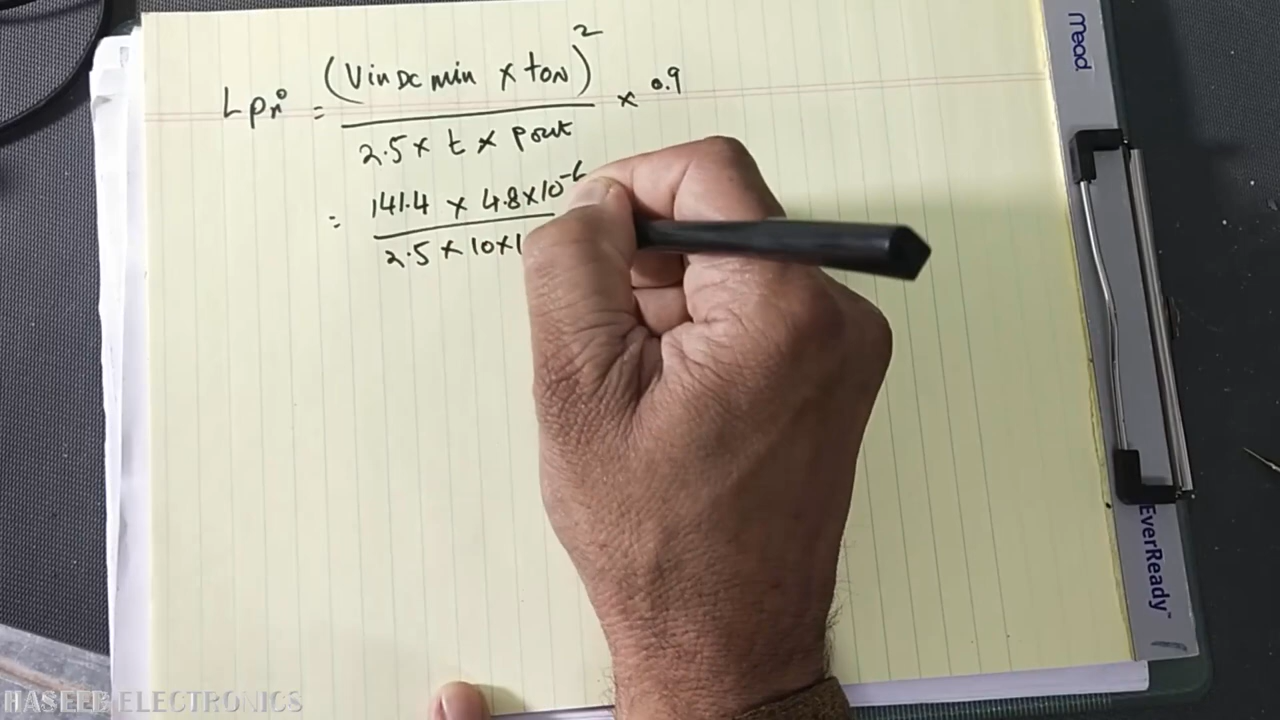 Lpri = (Vin DC min x tON)² x 0.9
2.5 x t x pout
= 141.4 x 4.8x10⁻⁶
2.5 x 10x1
mead
EverReady™
HASEEB ELECTRONICS